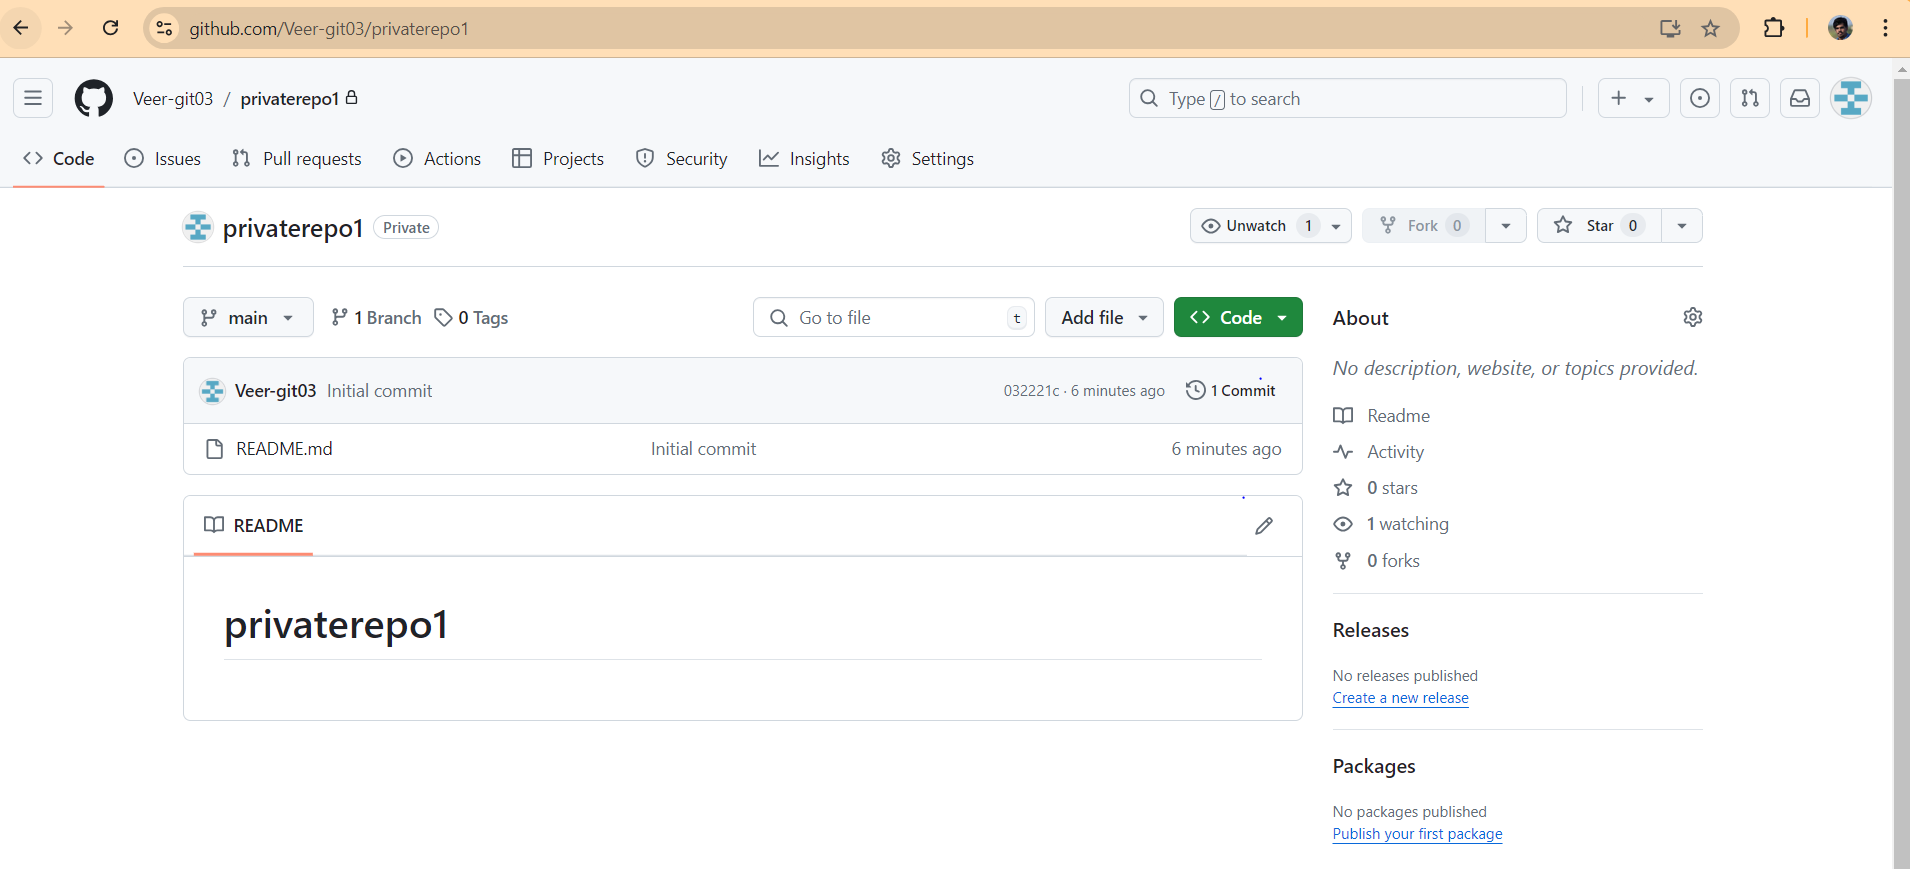 github.com/Veer-git03/privaterepo1
Veer-git03 / privaterepo1
Type / to search
Code Issues Pull requests Actions Projects Security Insights Settings
privaterepo1 Private
Unwatch 1 Fork 0 Star 0
main 1 Branch 0 Tags
Go to file t Add file Code
Veer-git03 Initial commit 032221c · 6 minutes ago 1 Commit
README.md Initial commit 6 minutes ago
README
privaterepo1
About
No description, website, or topics provided.
Readme
Activity
0 stars
1 watching
0 forks
Releases
No releases published
Create a new release
Packages
No packages published
Publish your first package